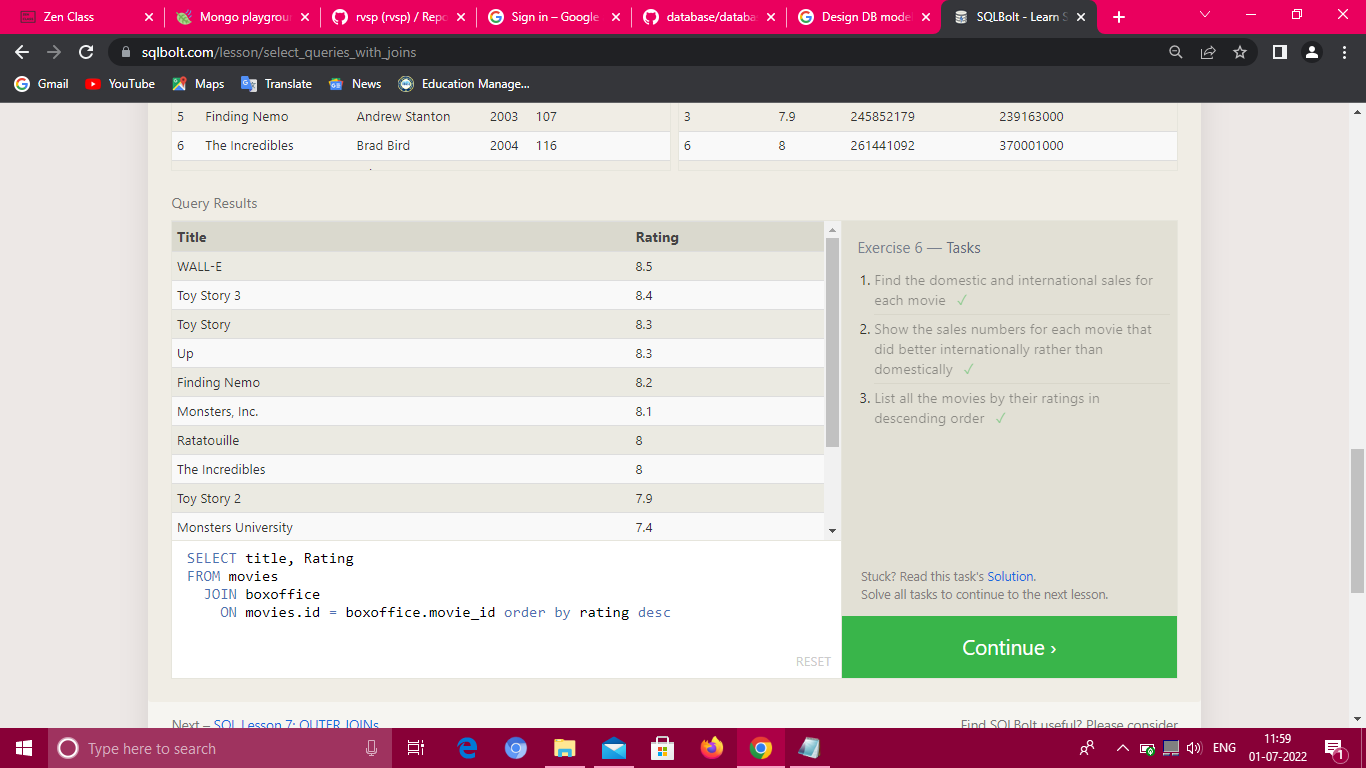 Zen Class
Mongo playgroun
rvsp (rvsp) / Repo
Sign in – Google
database/databa
Design DB model
SQLBolt - Learn S
sqlbolt.com/lesson/select_queries_with_joins
Gmail
YouTube
Maps
Translate
News
Education Manage...
5 Finding Nemo Andrew Stanton 2003 107
3 7.9 245852179 239163000
6 The Incredibles Brad Bird 2004 116
6 8 261441092 370001000
Query Results
Title Rating
WALL-E 8.5
Toy Story 3 8.4
Toy Story 8.3
Up 8.3
Finding Nemo 8.2
Monsters, Inc. 8.1
Ratatouille 8
The Incredibles 8
Toy Story 2 7.9
Monsters University 7.4
SELECT title, Rating
FROM movies
JOIN boxoffice
ON movies.id = boxoffice.movie_id order by rating desc
RESET
Exercise 6 — Tasks
1. Find the domestic and international sales for
each movie ✓
2. Show the sales numbers for each movie that
did better internationally rather than
domestically ✓
3. List all the movies by their ratings in
descending order ✓
Stuck? Read this task's Solution.
Solve all tasks to continue to the next lesson.
Continue ›
Next – SQL Lesson 7: OUTER JOINs
Find SQLBolt useful? Please consider
Type here to search
ENG
11:59
01-07-2022
1